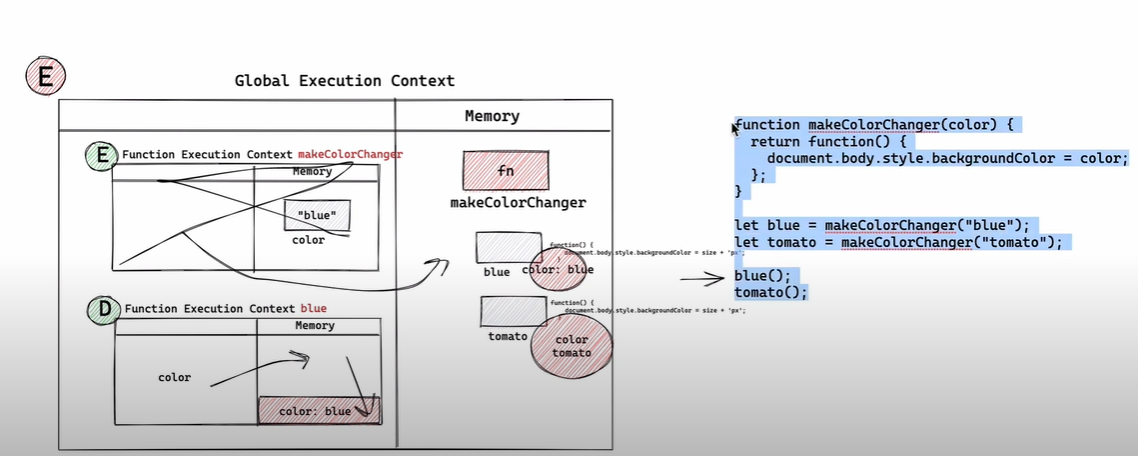 E
Global Execution Context
Memory
E
Function Execution Context makeColorChanger
Memory
"blue"
color
fn
makeColorChanger
function() {
document.body.style.backgroundColor = size + 'px';
}
blue
color: blue
function() {
document.body.style.backgroundColor = size + 'px';
tomato
color
tomato
D
Function Execution Context blue
Memory
color
color: blue
function makeColorChanger(color) {
return function() {
document.body.style.backgroundColor = color;
};
}
let blue = makeColorChanger("blue");
let tomato = makeColorChanger("tomato");
blue();
tomato();